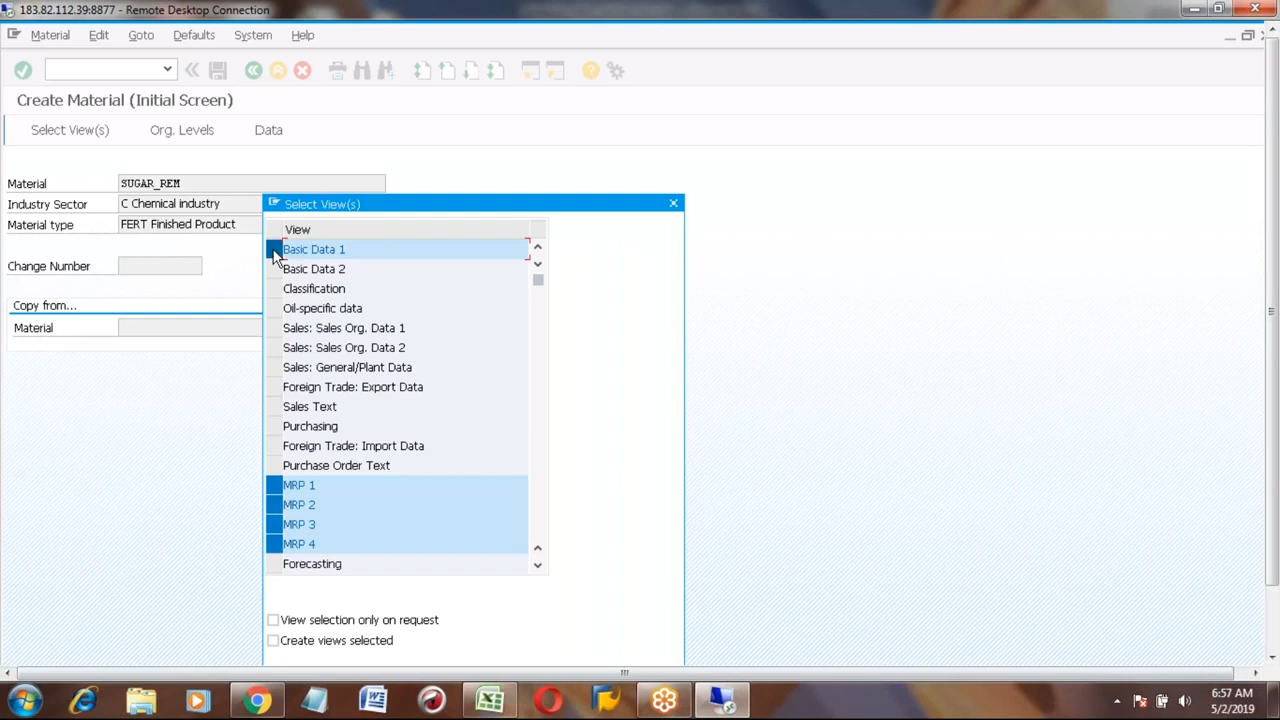 183.82.112.39:8877 - Remote Desktop Connection
Material Edit Goto Defaults System Help
Create Material (Initial Screen)
Select View(s) Org. Levels Data
Material SUGAR_REM
Industry Sector C Chemical industry
Material type FERT Finished Product
Change Number
Copy from...
Material
Select View(s)
View
Basic Data 1
Basic Data 2
Classification
Oil-specific data
Sales: Sales Org. Data 1
Sales: Sales Org. Data 2
Sales: General/Plant Data
Foreign Trade: Export Data
Sales Text
Purchasing
Foreign Trade: Import Data
Purchase Order Text
MRP 1
MRP 2
MRP 3
MRP 4
Forecasting
View selection only on request
Create views selected
6:57 AM
5/2/2019